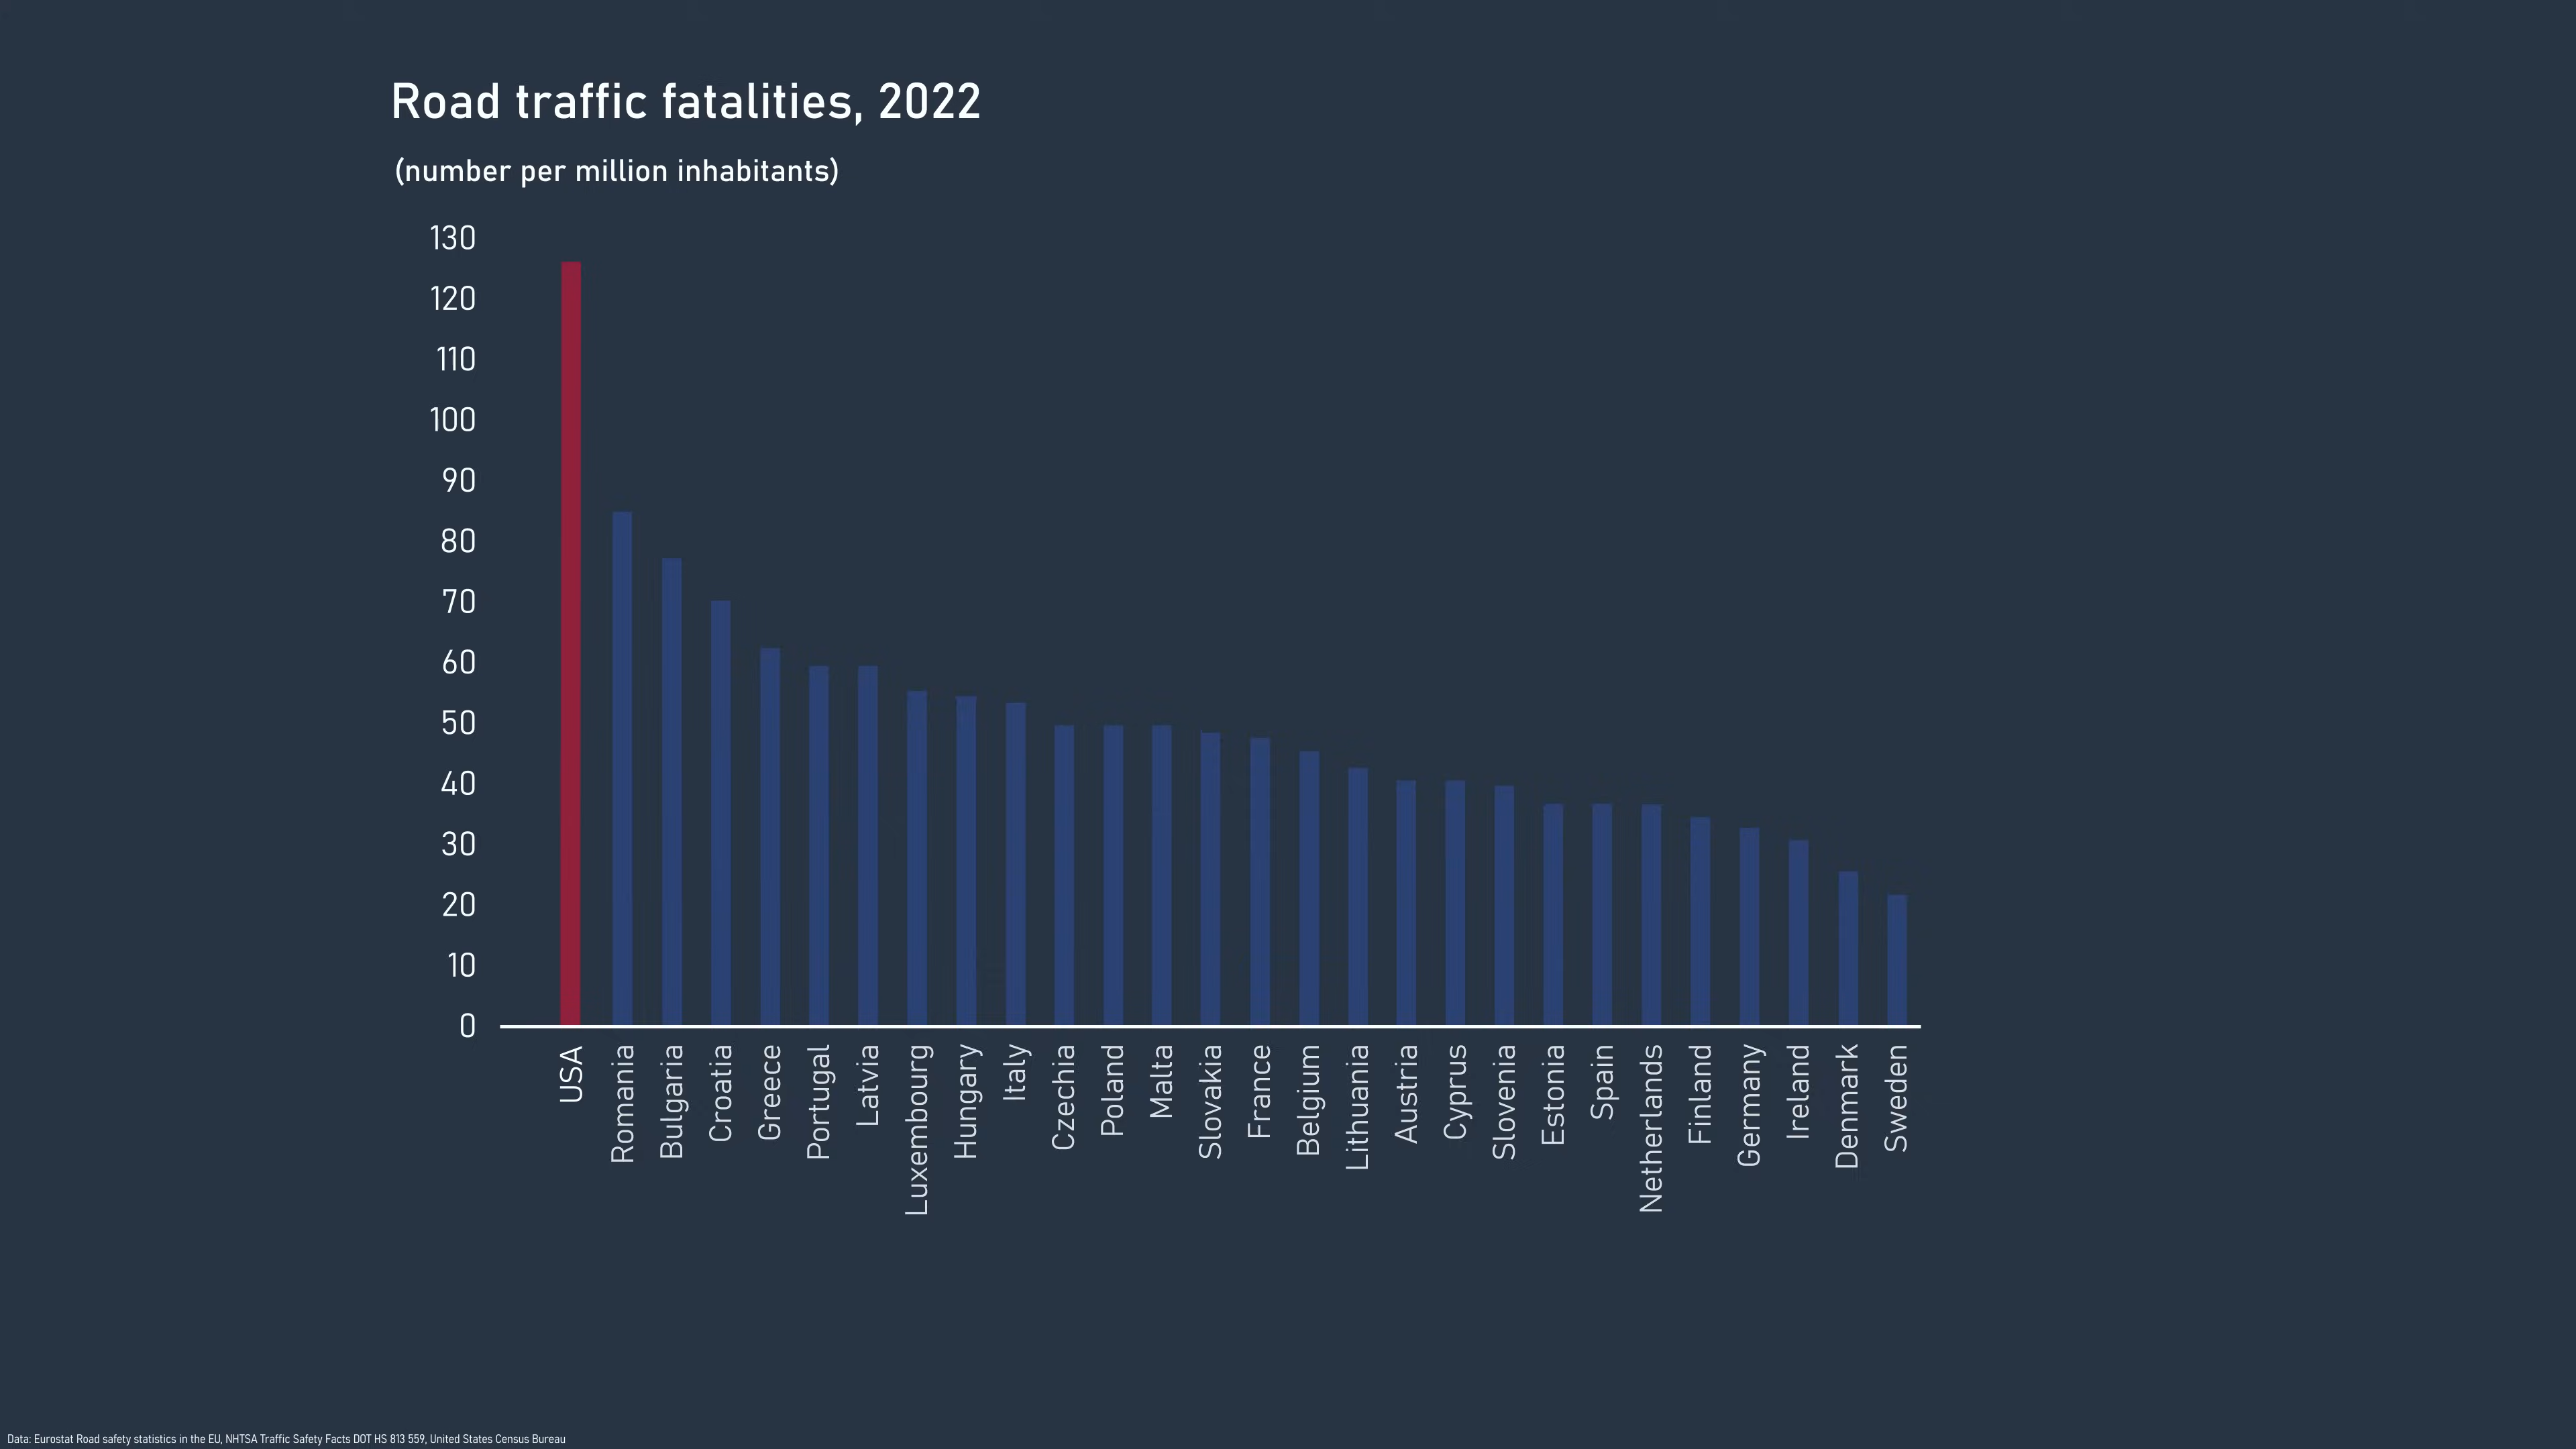 Road traffic fatalities, 2022
(number per million inhabitants)
130
120
110
100
90
80
70
60
50
40
30
20
10
0
USA
Romania
Bulgaria
Croatia
Greece
Portugal
Latvia
Luxembourg
Hungary
Italy
Czechia
Poland
Malta
Slovakia
France
Belgium
Lithuania
Austria
Cyprus
Slovenia
Estonia
Spain
Netherlands
Finland
Germany
Ireland
Denmark
Sweden
Data: Eurostat Road safety statistics in the EU, NHTSA Traffic Safety Facts DOT HS 813 559, United States Census Bureau